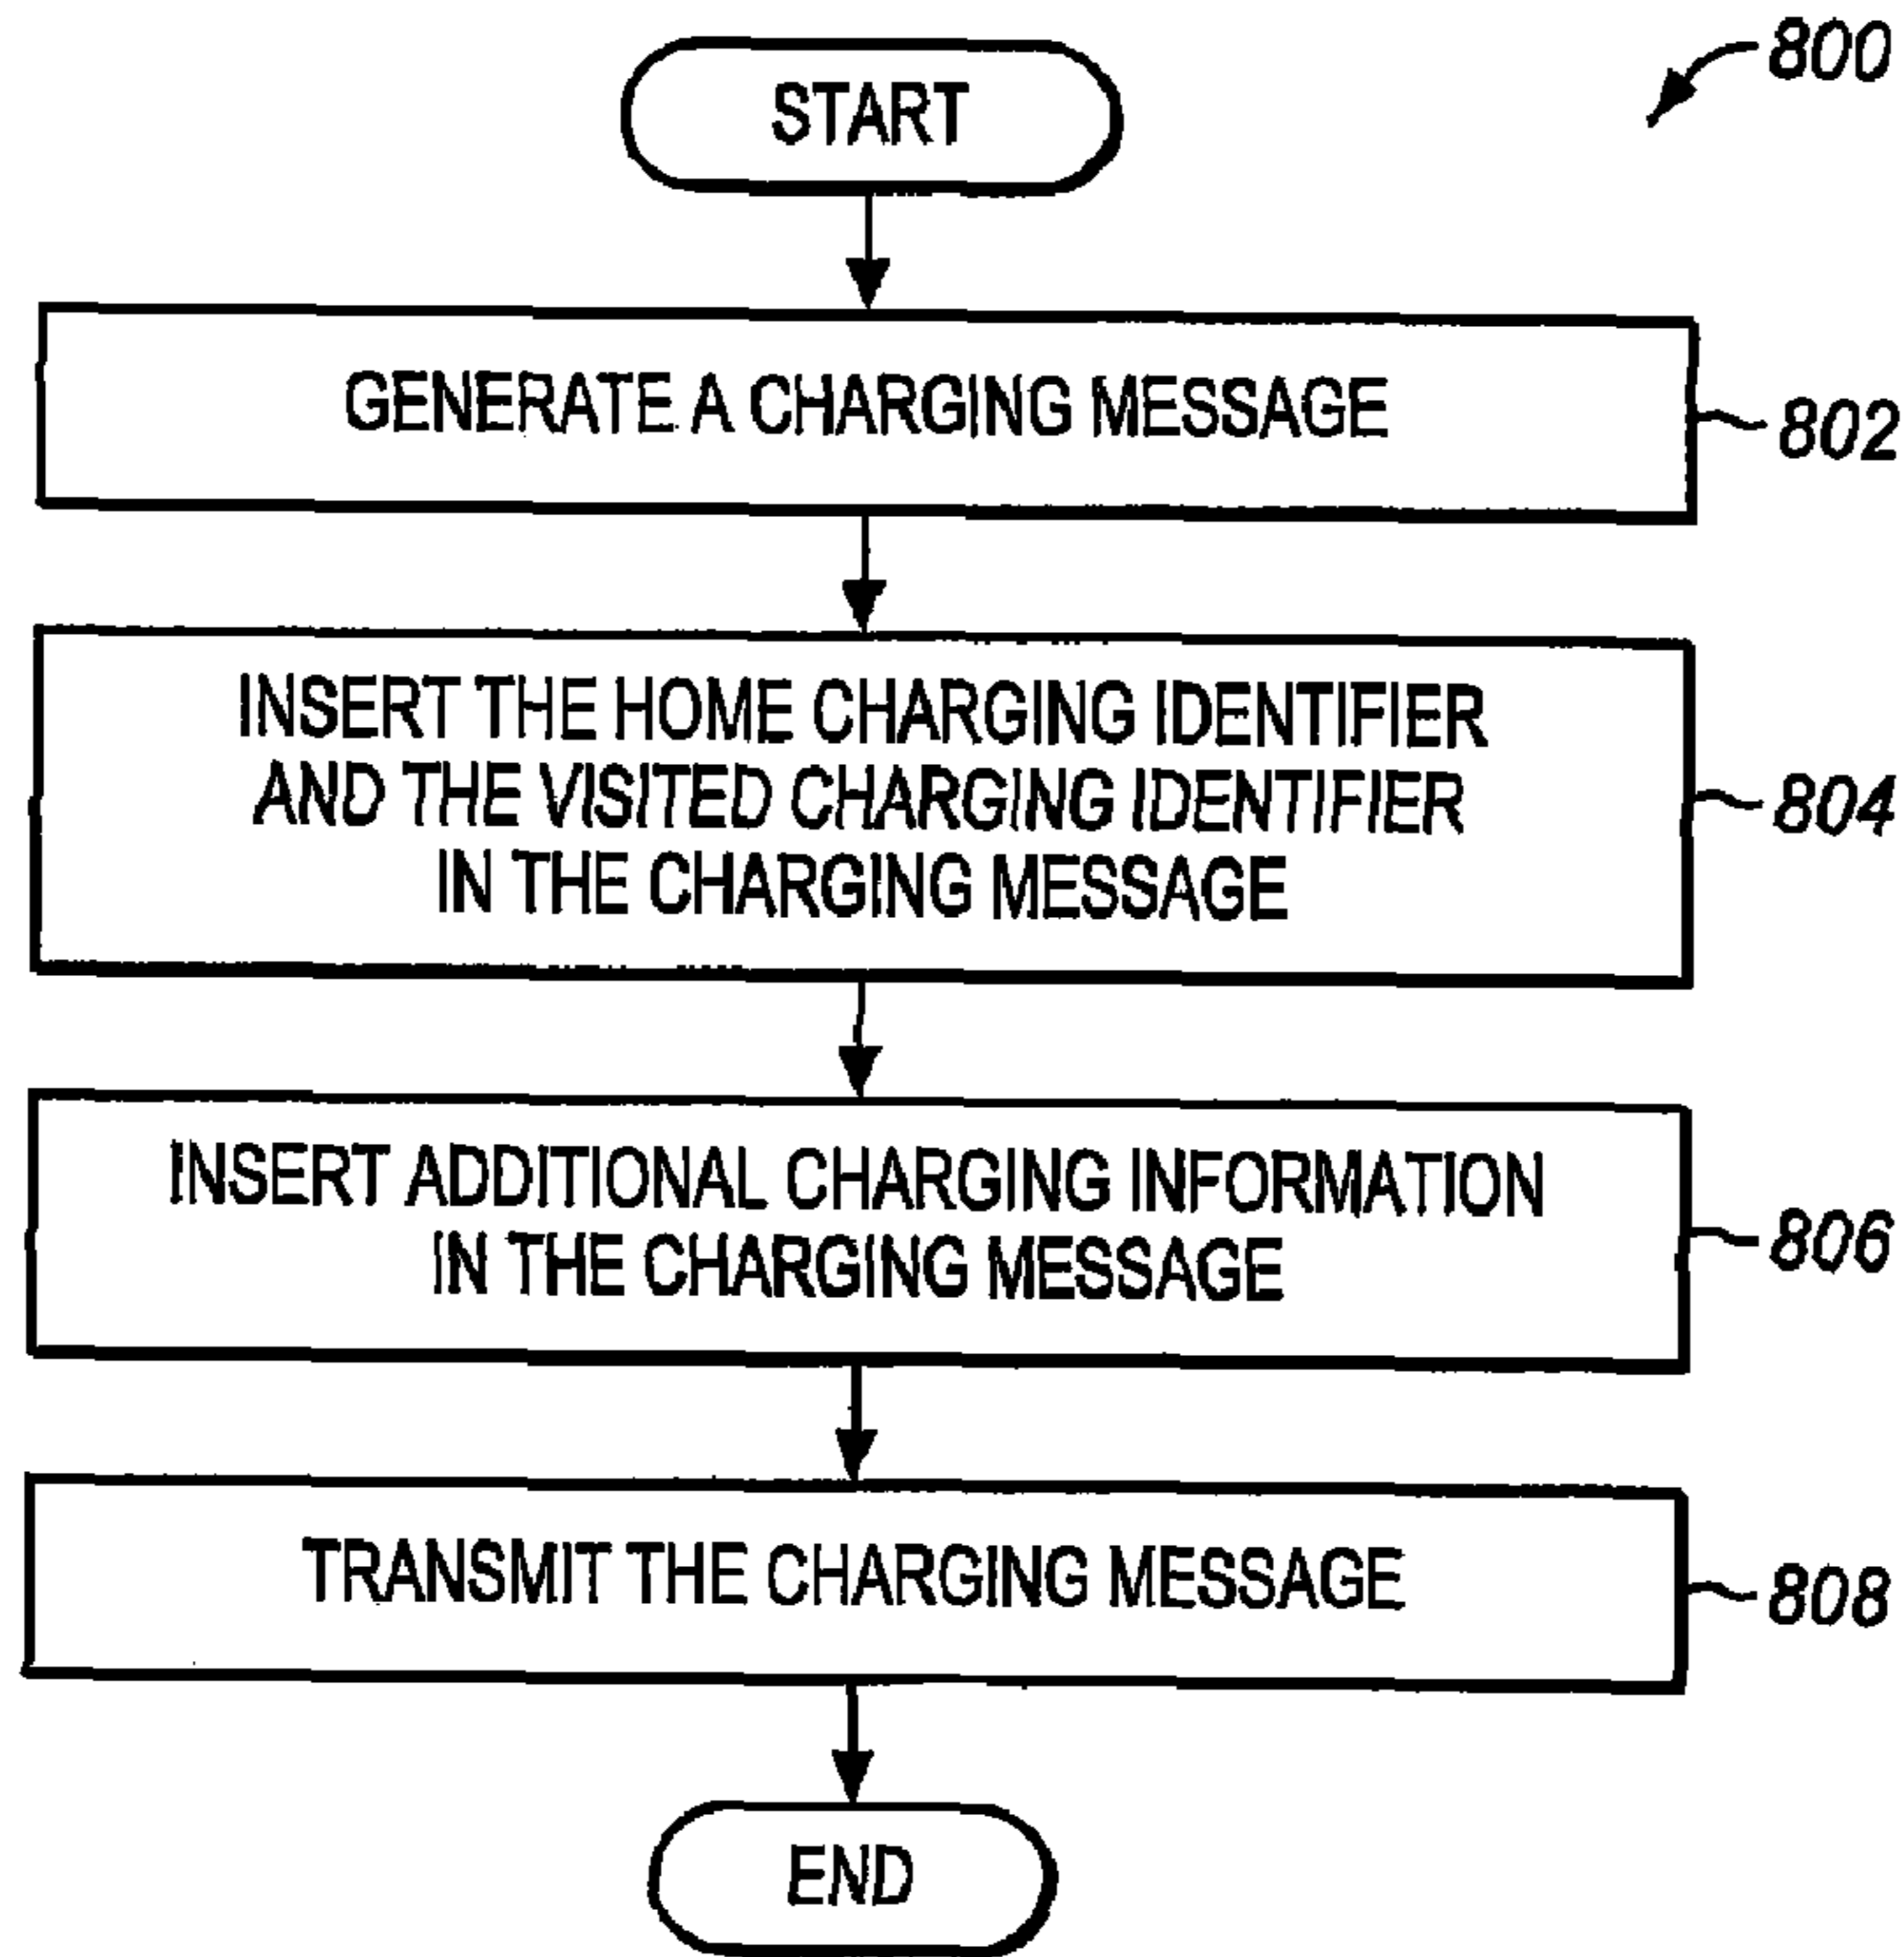 START
800
GENERATE A CHARGING MESSAGE
802
INSERT THE HOME CHARGING IDENTIFIER
AND THE VISITED CHARGING IDENTIFIER
IN THE CHARGING MESSAGE
804
INSERT ADDITIONAL CHARGING INFORMATION
IN THE CHARGING MESSAGE
806
TRANSMIT THE CHARGING MESSAGE
808
END